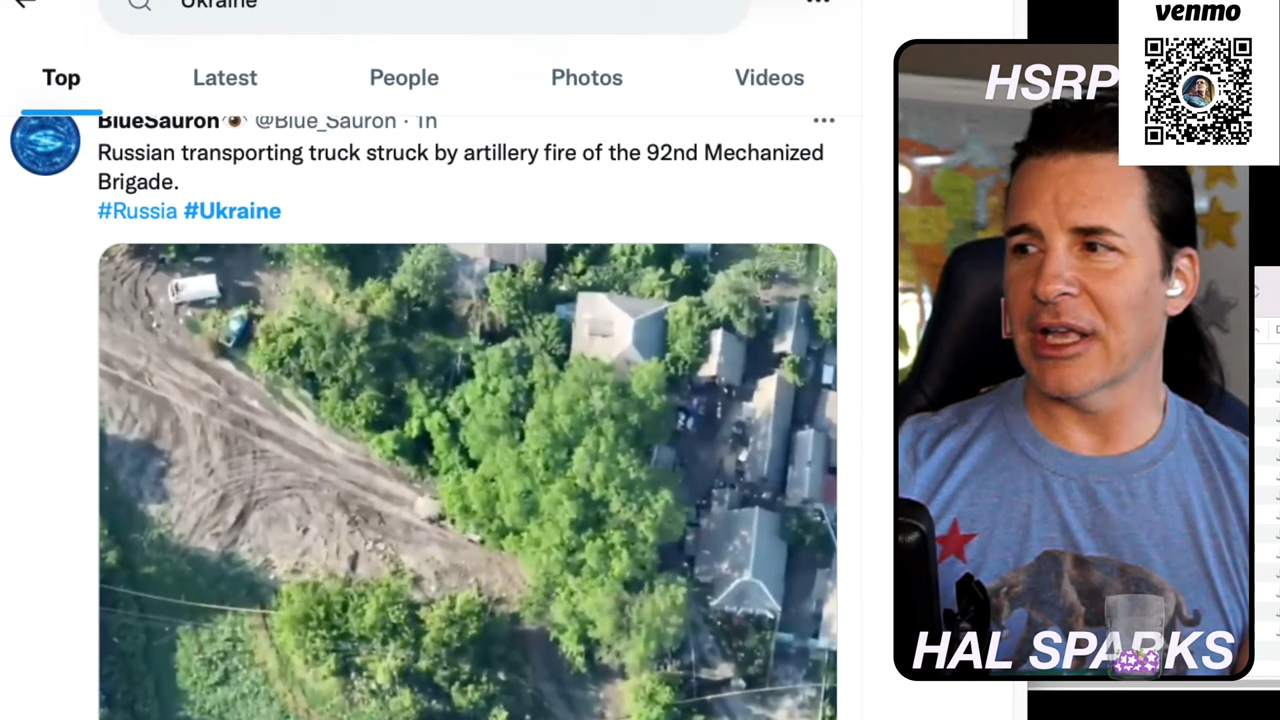 Ukraine
Top
Latest
People
Photos
Videos
BlueSauron @Blue_Sauron · 1h
Russian transporting truck struck by artillery fire of the 92nd Mechanized
Brigade.
#Russia #Ukraine
venmo
HSRP
HAL SPARKS